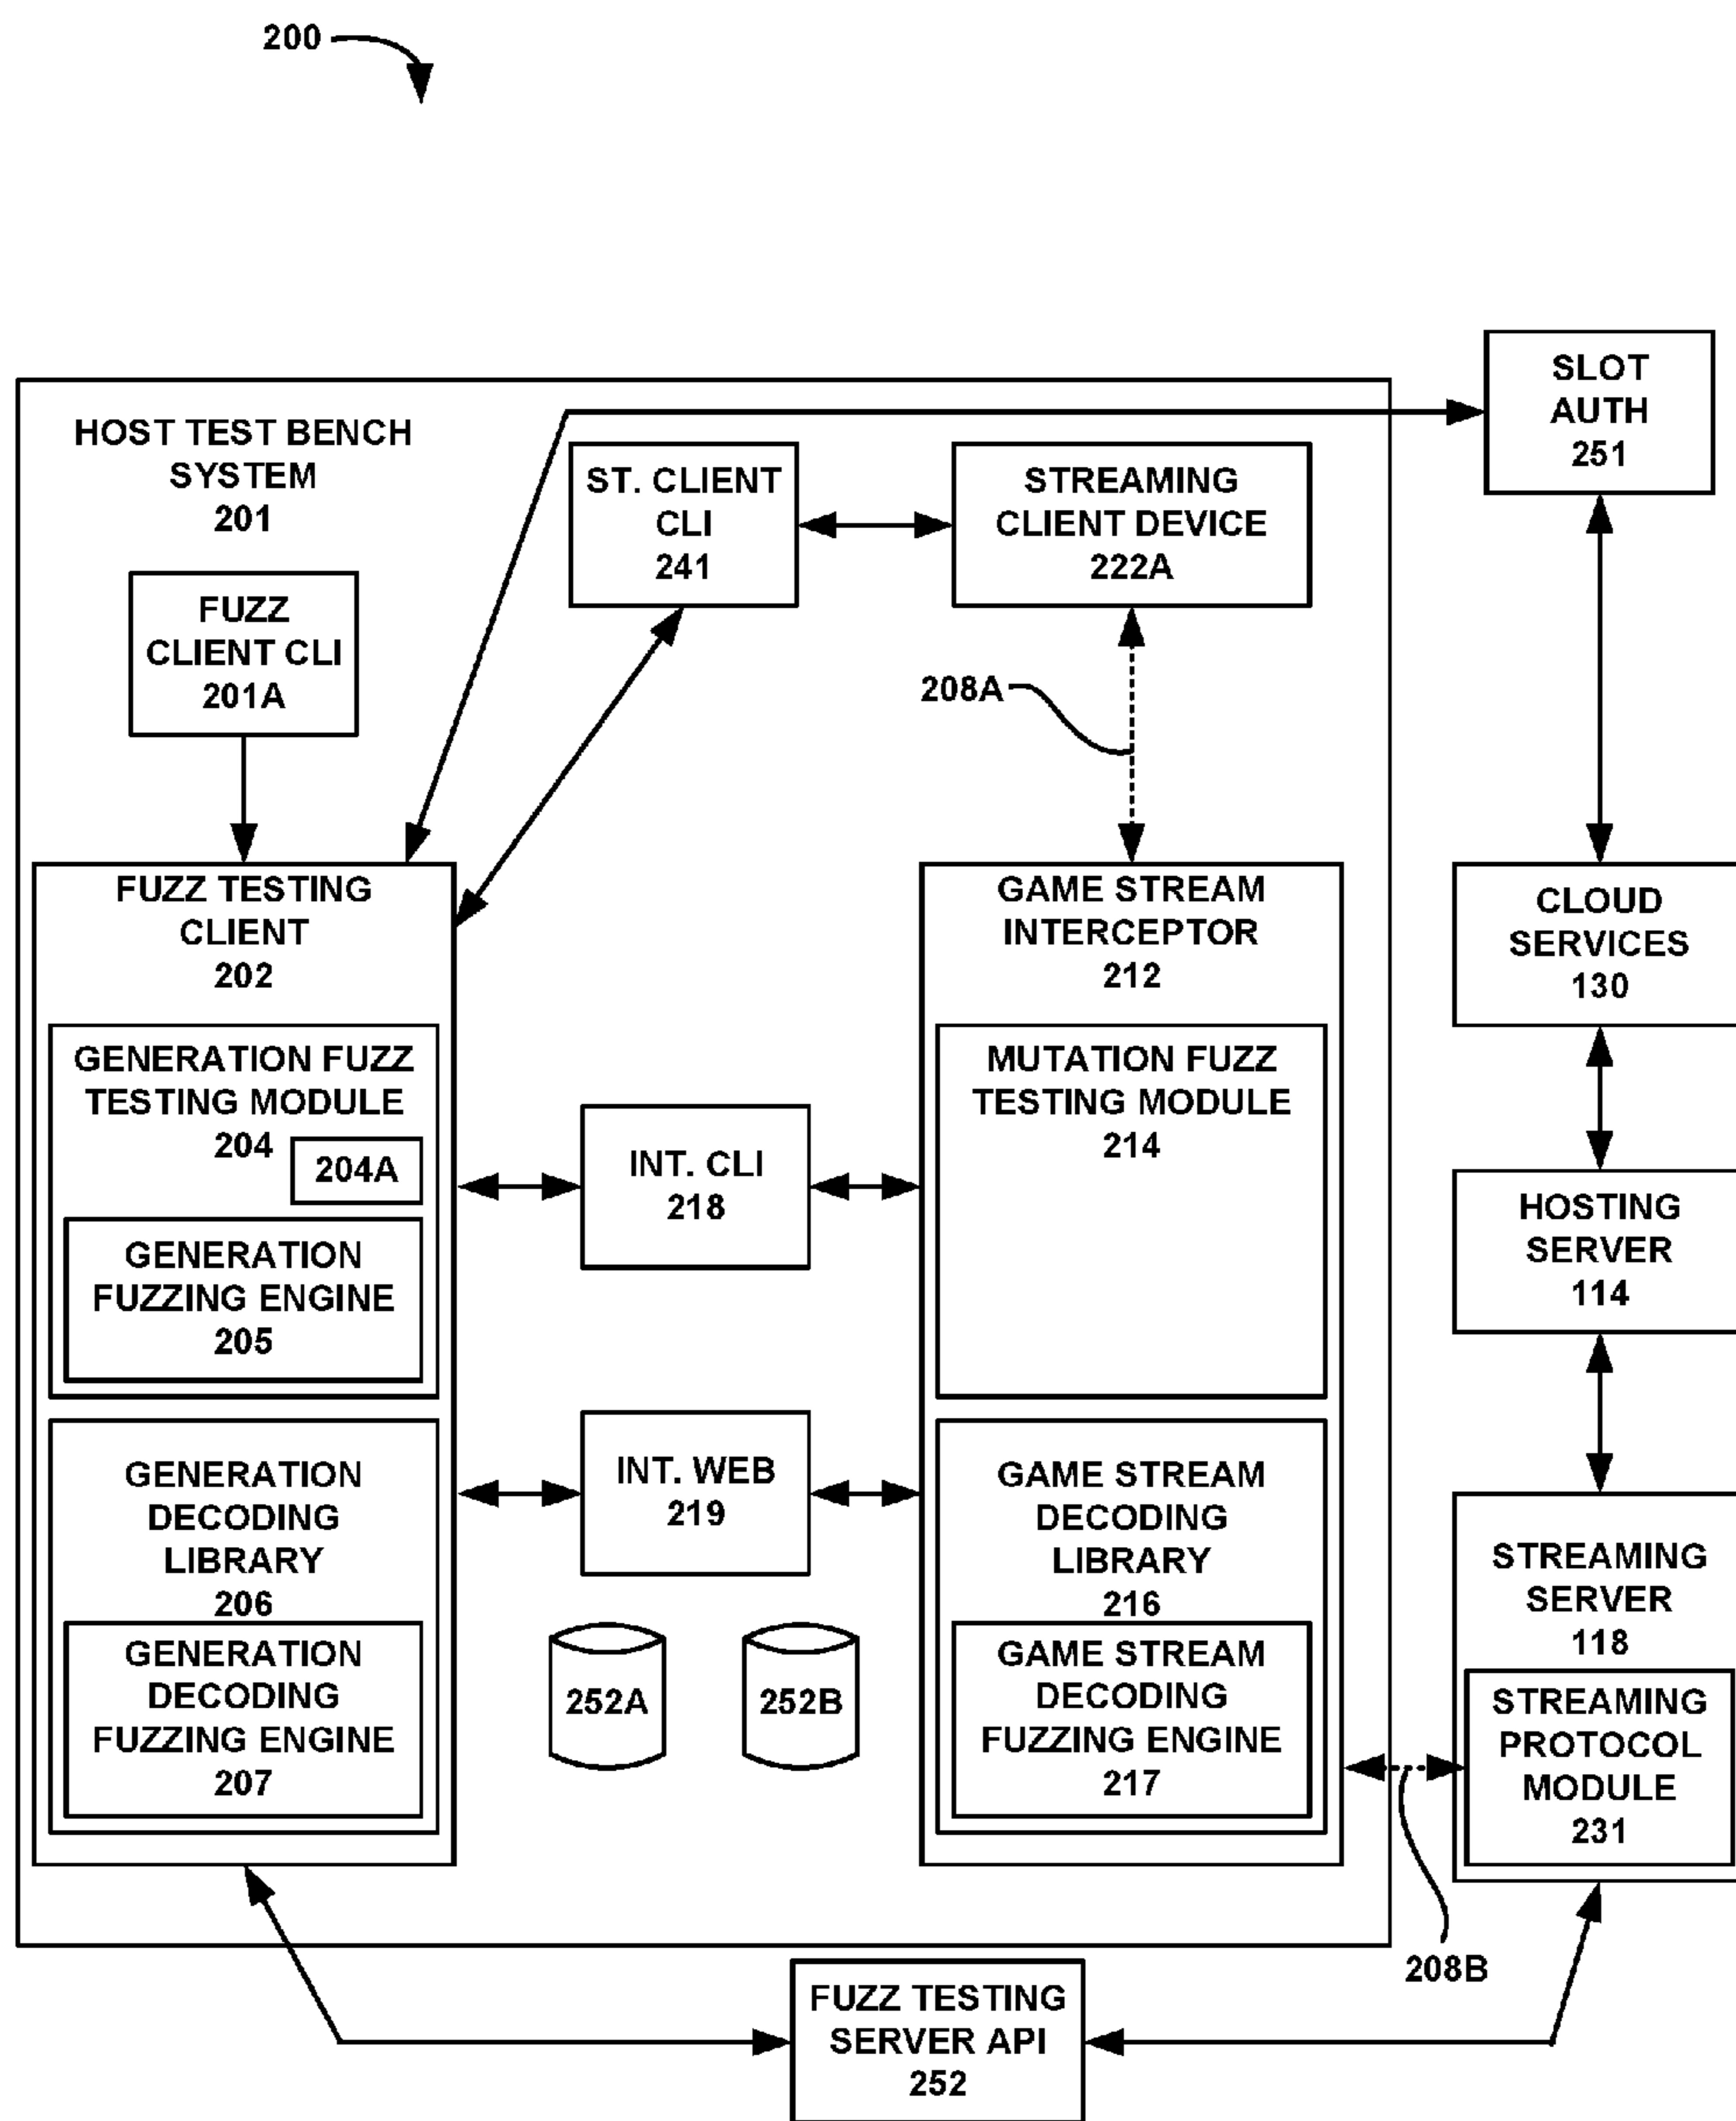 200
SLOT
AUTH
251
HOST TEST BENCH
SYSTEM
201
ST. CLIENT
CLI
241
STREAMING
CLIENT DEVICE
222A
FUZZ
CLIENT CLI
201A
208A
FUZZ TESTING
CLIENT
202
GENERATION FUZZ
TESTING MODULE
204
204A
GENERATION
FUZZING ENGINE
205
GENERATION
DECODING
LIBRARY
206
GENERATION
DECODING
FUZZING ENGINE
207
INT. CLI
218
INT. WEB
219
252A
252B
GAME STREAM
INTERCEPTOR
212
MUTATION FUZZ
TESTING MODULE
214
GAME STREAM
DECODING
LIBRARY
216
GAME STREAM
DECODING
FUZZING ENGINE
217
CLOUD
SERVICES
130
HOSTING
SERVER
114
STREAMING
SERVER
118
STREAMING
PROTOCOL
MODULE
231
208B
FUZZ TESTING
SERVER API
252